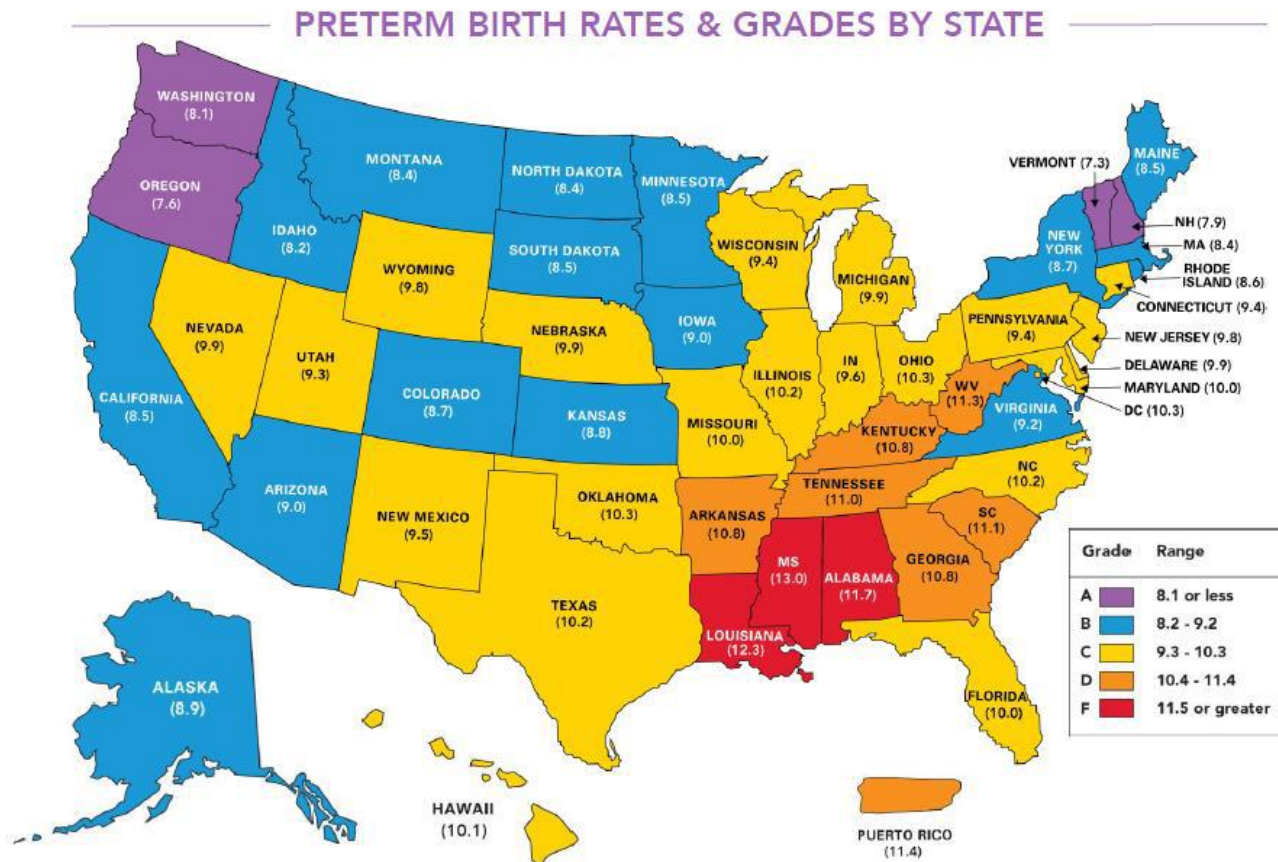 PRETERM BIRTH RATES & GRADES BY STATE
WASHINGTON
(8.1)
OREGON
(7.6)
CALIFORNIA
(8.5)
NEVADA
(9.9)
IDAHO
(8.2)
MONTANA
(8.4)
WYOMING
(9.8)
UTAH
(9.3)
ARIZONA
(9.0)
COLORADO
(8.7)
NEW MEXICO
(9.5)
NORTH DAKOTA
(8.4)
SOUTH DAKOTA
(8.5)
NEBRASKA
(9.9)
KANSAS
(8.8)
OKLAHOMA
(10.3)
TEXAS
(10.2)
MINNESOTA
(8.5)
IOWA
(9.0)
MISSOURI
(10.0)
ARKANSAS
(10.8)
LOUISIANA
(12.3)
WISCONSIN
(9.4)
ILLINOIS
(10.2)
MICHIGAN
(9.9)
IN
(9.6)
OHIO
(10.3)
KENTUCKY
(10.8)
TENNESSEE
(11.0)
MS
(13.0)
ALABAMA
(11.7)
GEORGIA
(10.8)
FLORIDA
(10.0)
SC
(11.1)
NC
(10.2)
VIRGINIA
(9.2)
WV
(11.3)
PENNSYLVANIA
(9.4)
NEW
YORK
(8.7)
VERMONT (7.3)
MAINE
(8.5)
NH (7.9)
MA (8.4)
RHODE
ISLAND (8.6)
CONNECTICUT (9.4)
NEW JERSEY (9.8)
DELAWARE (9.9)
MARYLAND (10.0)
DC (10.3)
ALASKA
(8.9)
HAWAII
(10.1)
PUERTO RICO
(11.4)
Grade Range
A 8.1 or less
B 8.2 - 9.2
C 9.3 - 10.3
D 10.4 - 11.4
F 11.5 or greater